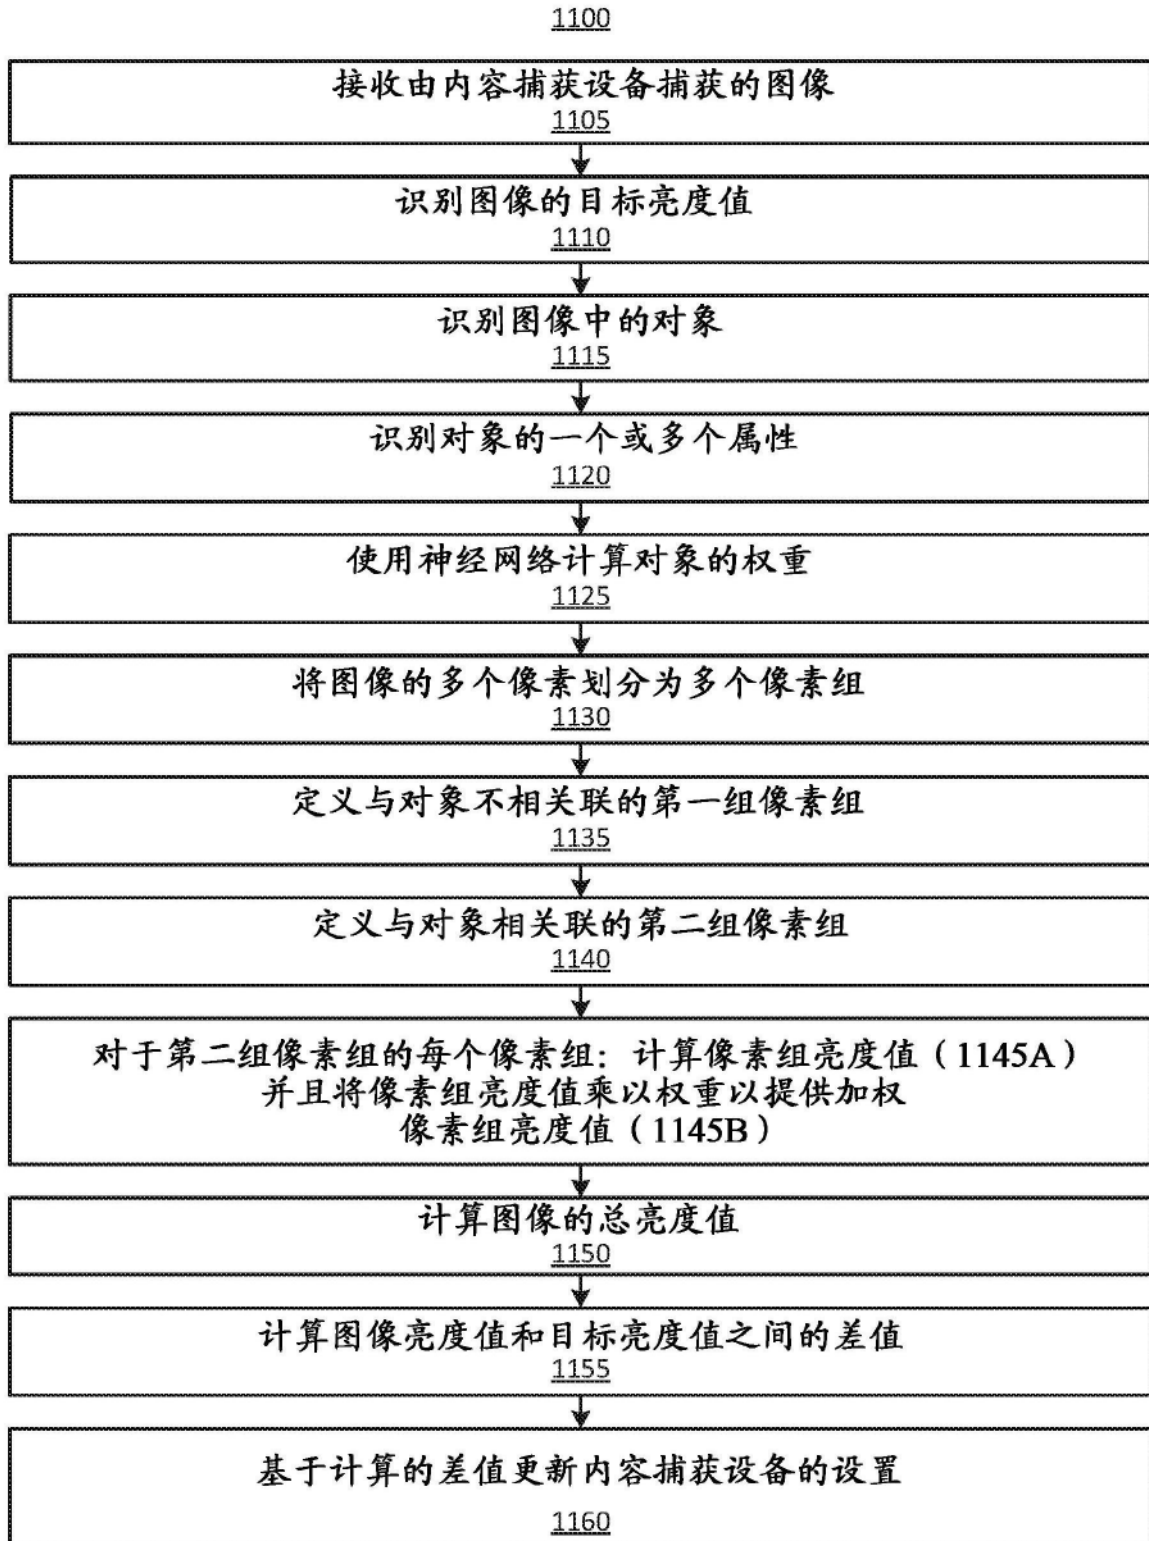 1100
接收由内容捕获设备捕获的图像
1105
识别图像的目标亮度值
1110
识别图像中的对象
1115
识别对象的一个或多个属性
1120
使用神经网络计算对象的权重
1125
将图像的多个像素划分为多个像素组
1130
定义与对象不相关联的第一组像素组
1135
定义与对象相关联的第二组像素组
1140
对于第二组像素组的每个像素组：计算像素组亮度值（1145A）
并且将像素组亮度值乘以权重以提供加权
像素组亮度值（1145B）
计算图像的总亮度值
1150
计算图像亮度值和目标亮度值之间的差值
1155
基于计算的差值更新内容捕获设备的设置
1160